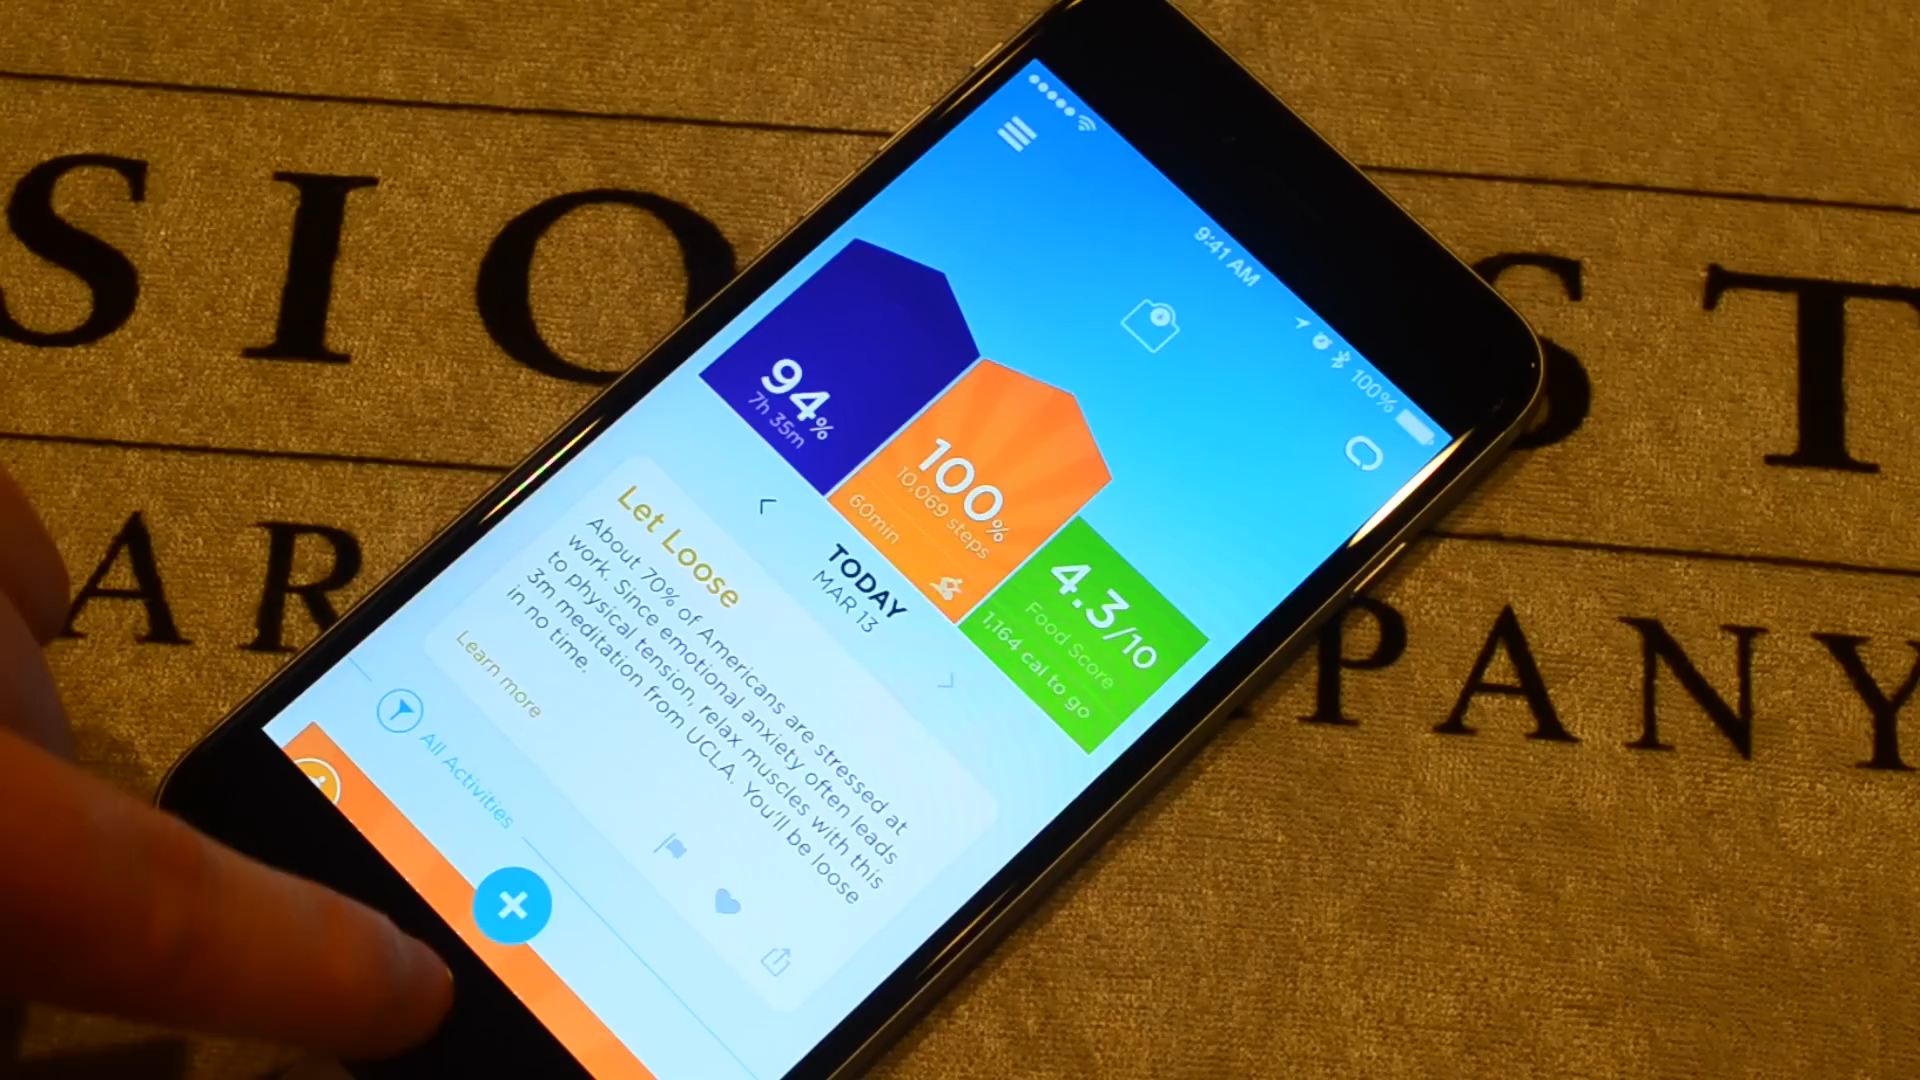 SIO ST
AR PANY
9:41 AM
100%
94%
7h 35m
100%
10,069 steps
60min
4.3/10
Food Score
1,164 cal to go
TODAY
MAR 13
Let Loose
About 70% of Americans are stressed at
work. Since emotional anxiety often leads
to physical tension, relax muscles with this
3m meditation from UCLA. You'll be loose
in no time.
Learn more
All Activities